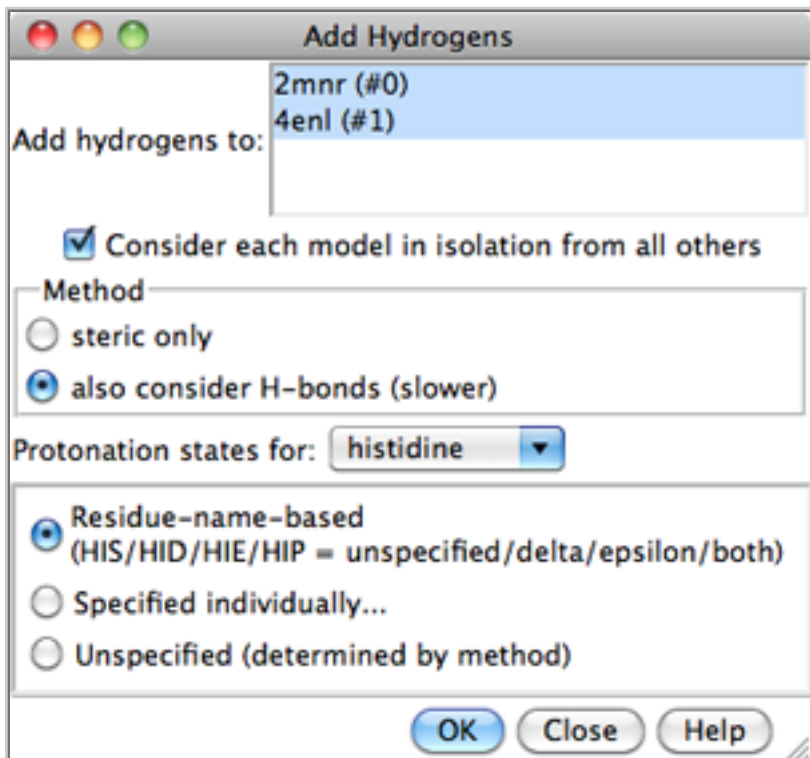 Add Hydrogens
2mnr (#0)
4enl (#1)
Add hydrogens to:
Consider each model in isolation from all others
Method
steric only
also consider H-bonds (slower)
Protonation states for: histidine
Residue-name-based
(HIS/HID/HIE/HIP = unspecified/delta/epsilon/both)
Specified individually...
Unspecified (determined by method)
OK Close Help